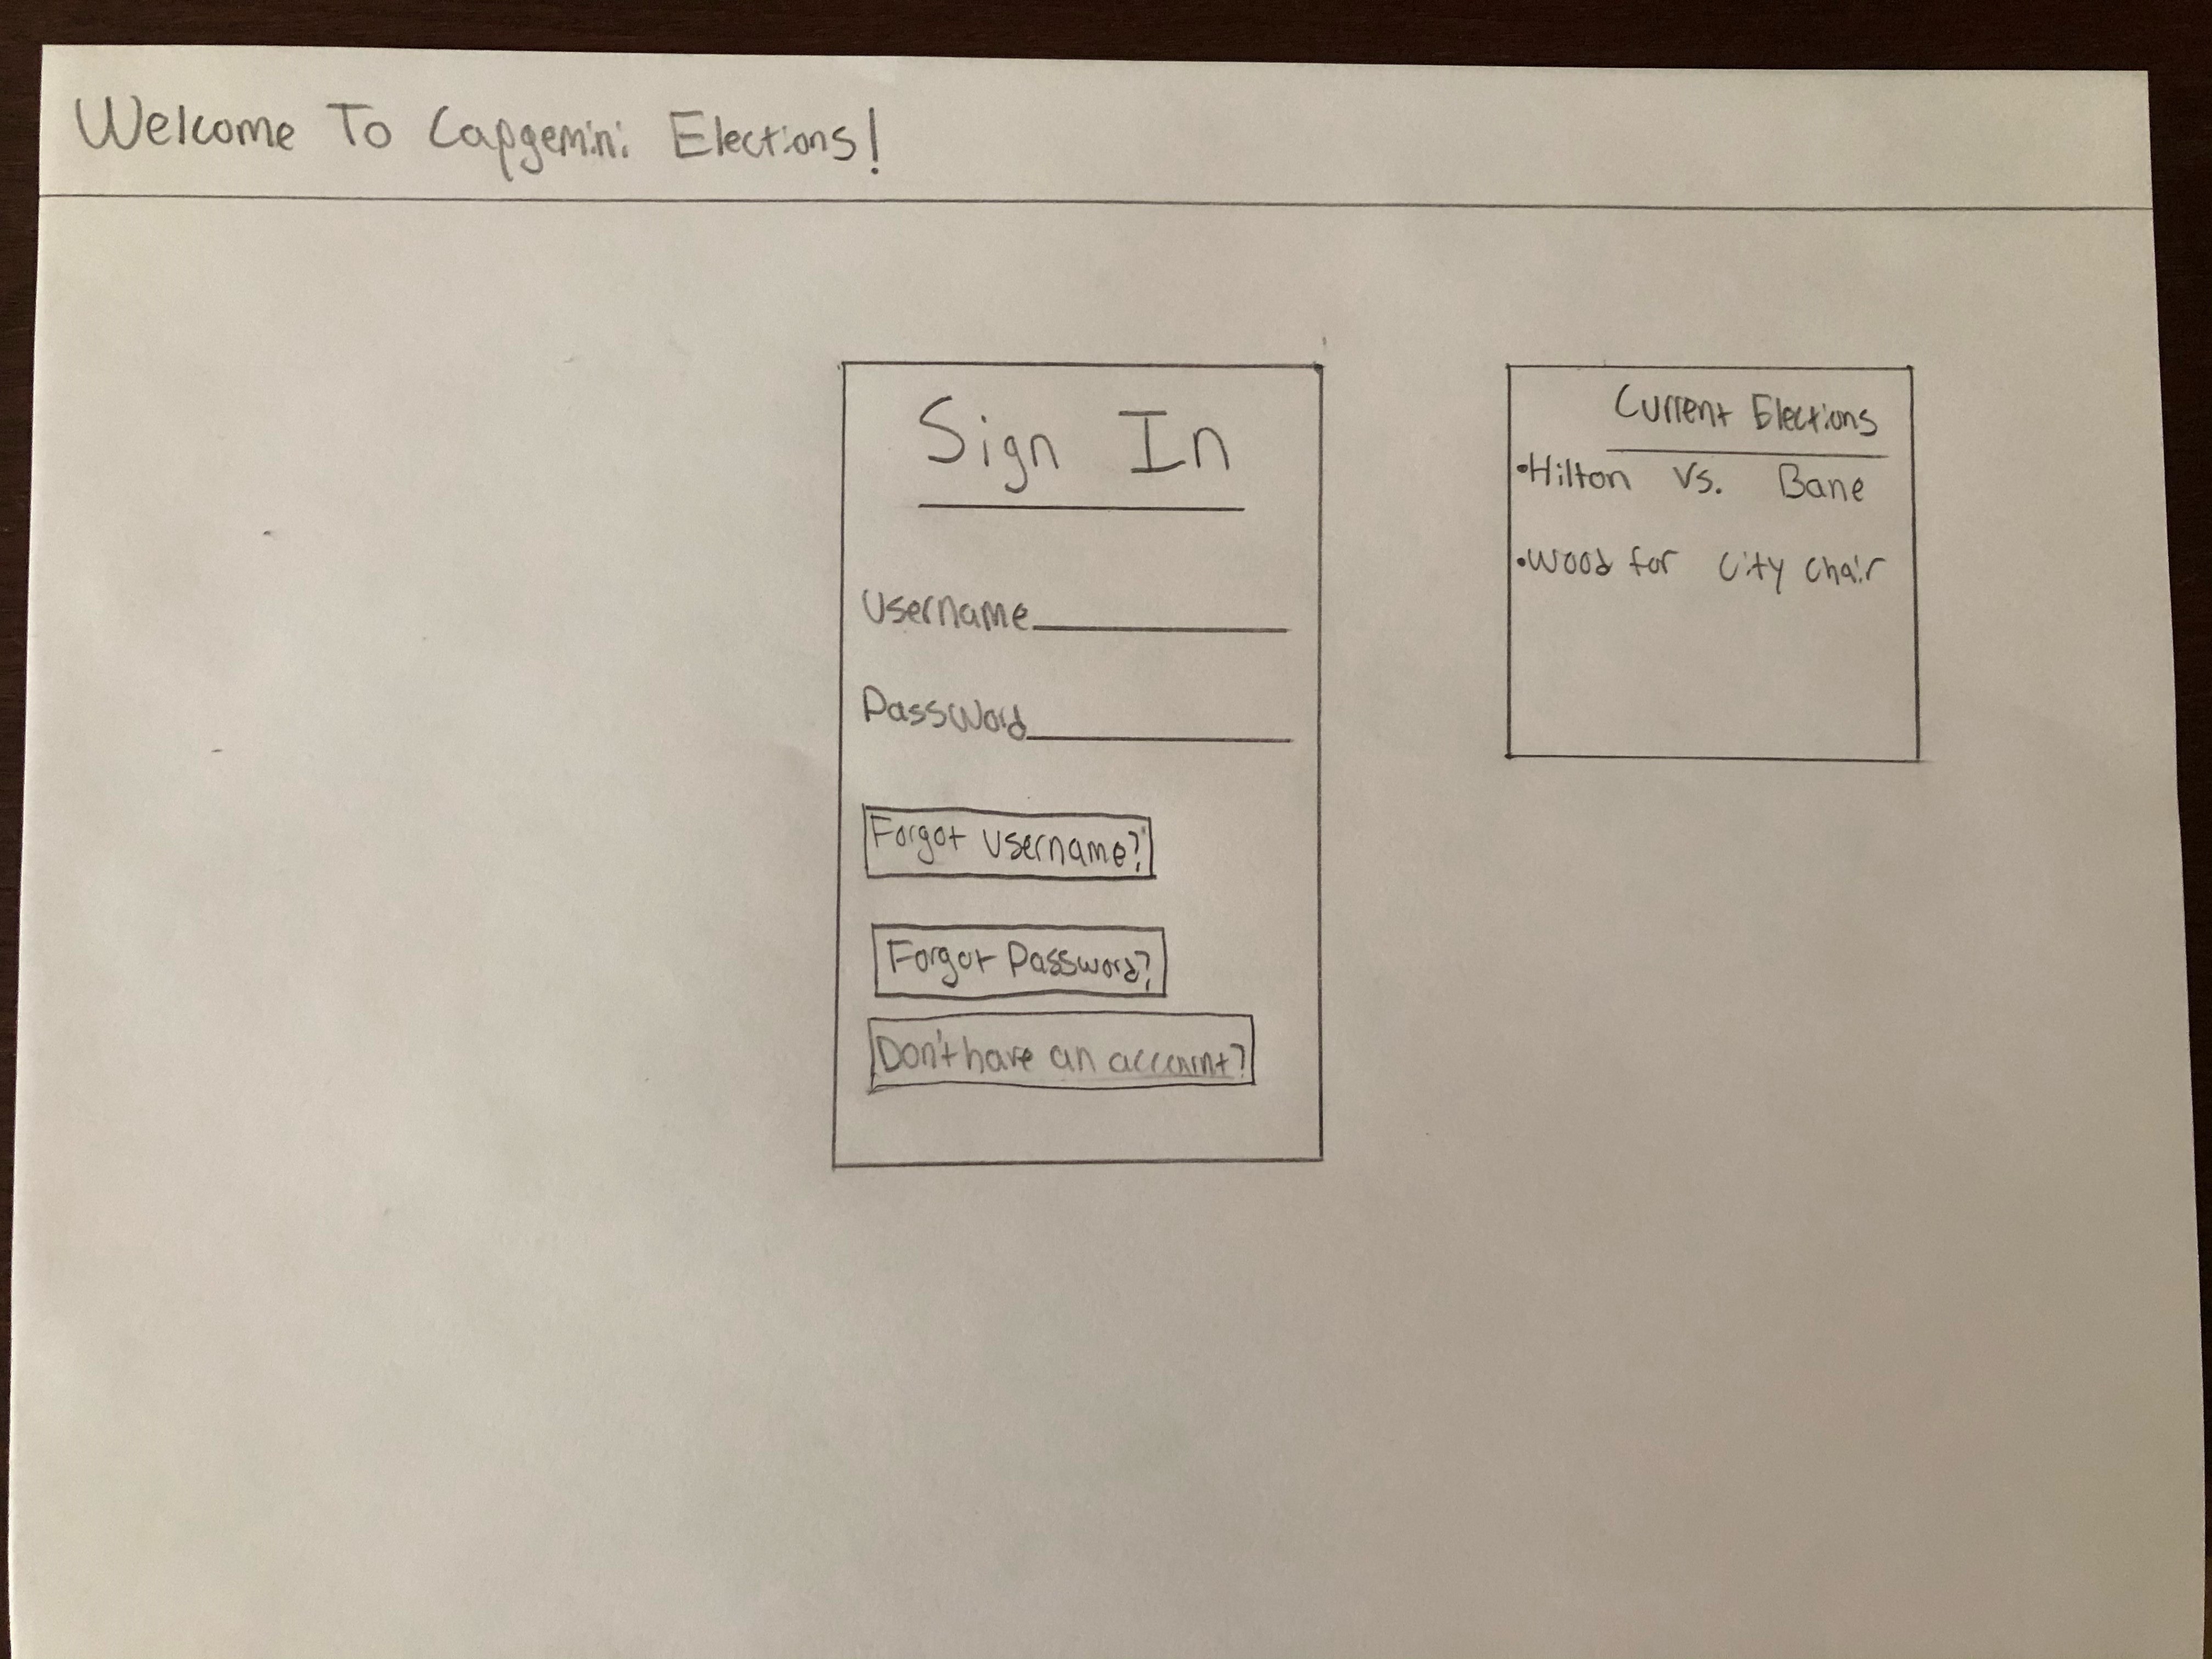 Welcome To Capgemini Elections!
Sign In
Username
Password
Forgot Username?
Forgot Password?
Don't have an account?
Current Elections
•Hilton Vs. Bane
•Wood for City Chair